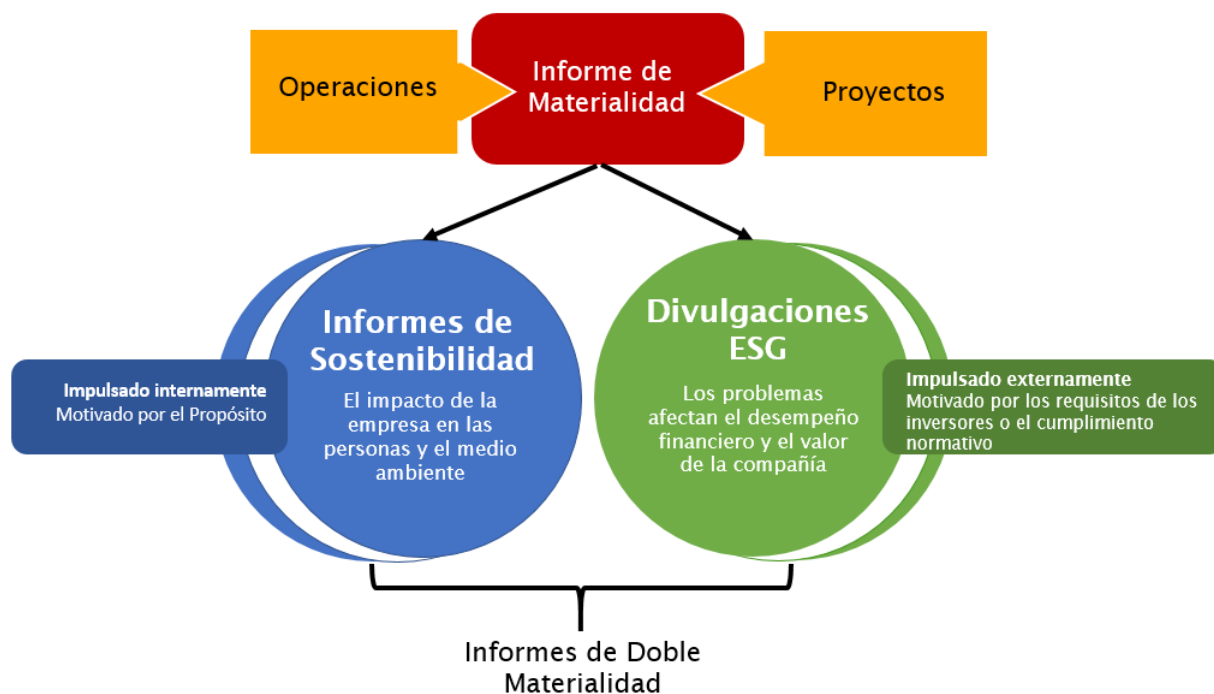 Operaciones
Informe de
Materialidad
Proyectos
Informes de
Sostenibilidad
El impacto de la
empresa en las
personas y el medio
ambiente
Impulsado internamente
Motivado por el Propósito
Divulgaciones
ESG
Los problemas
afectan el desempeño
financiero y el valor
de la compañía
Impulsado externamente
Motivado por los requisitos de los
inversores o el cumplimiento
normativo
Informes de Doble
Materialidad